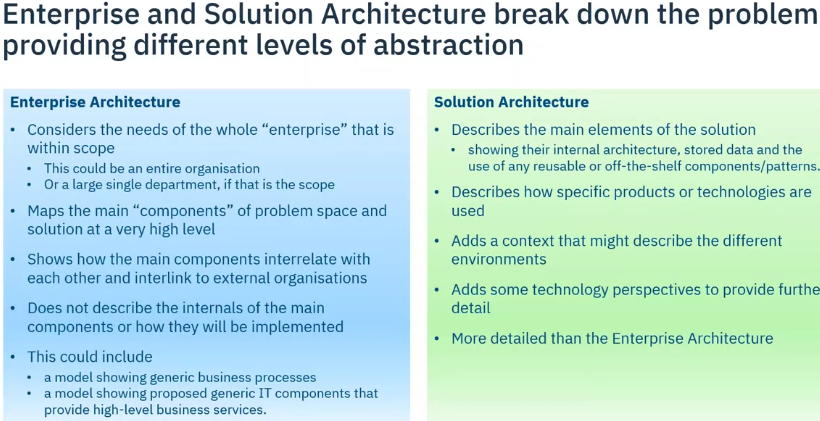 Enterprise and Solution Architecture break down the problem
providing different levels of abstraction
Enterprise Architecture
• Considers the needs of the whole “enterprise” that is
within scope
• This could be an entire organisation
• Or a large single department, if that is the scope
• Maps the main “components” of problem space and
solution at a very high level
• Shows how the main components interrelate with
each other and interlink to external organisations
• Does not describe the internals of the main
components or how they will be implemented
• This could include
• a model showing generic business processes
• a model showing proposed generic IT components that
provide high-level business services.
Solution Architecture
• Describes the main elements of the solution
• showing their internal architecture, stored data and the
use of any reusable or off-the-shelf components/patterns.
• Describes how specific products or technologies are
used
• Adds a context that might describe the different
environments
• Adds some technology perspectives to provide furthe
detail
• More detailed than the Enterprise Architecture